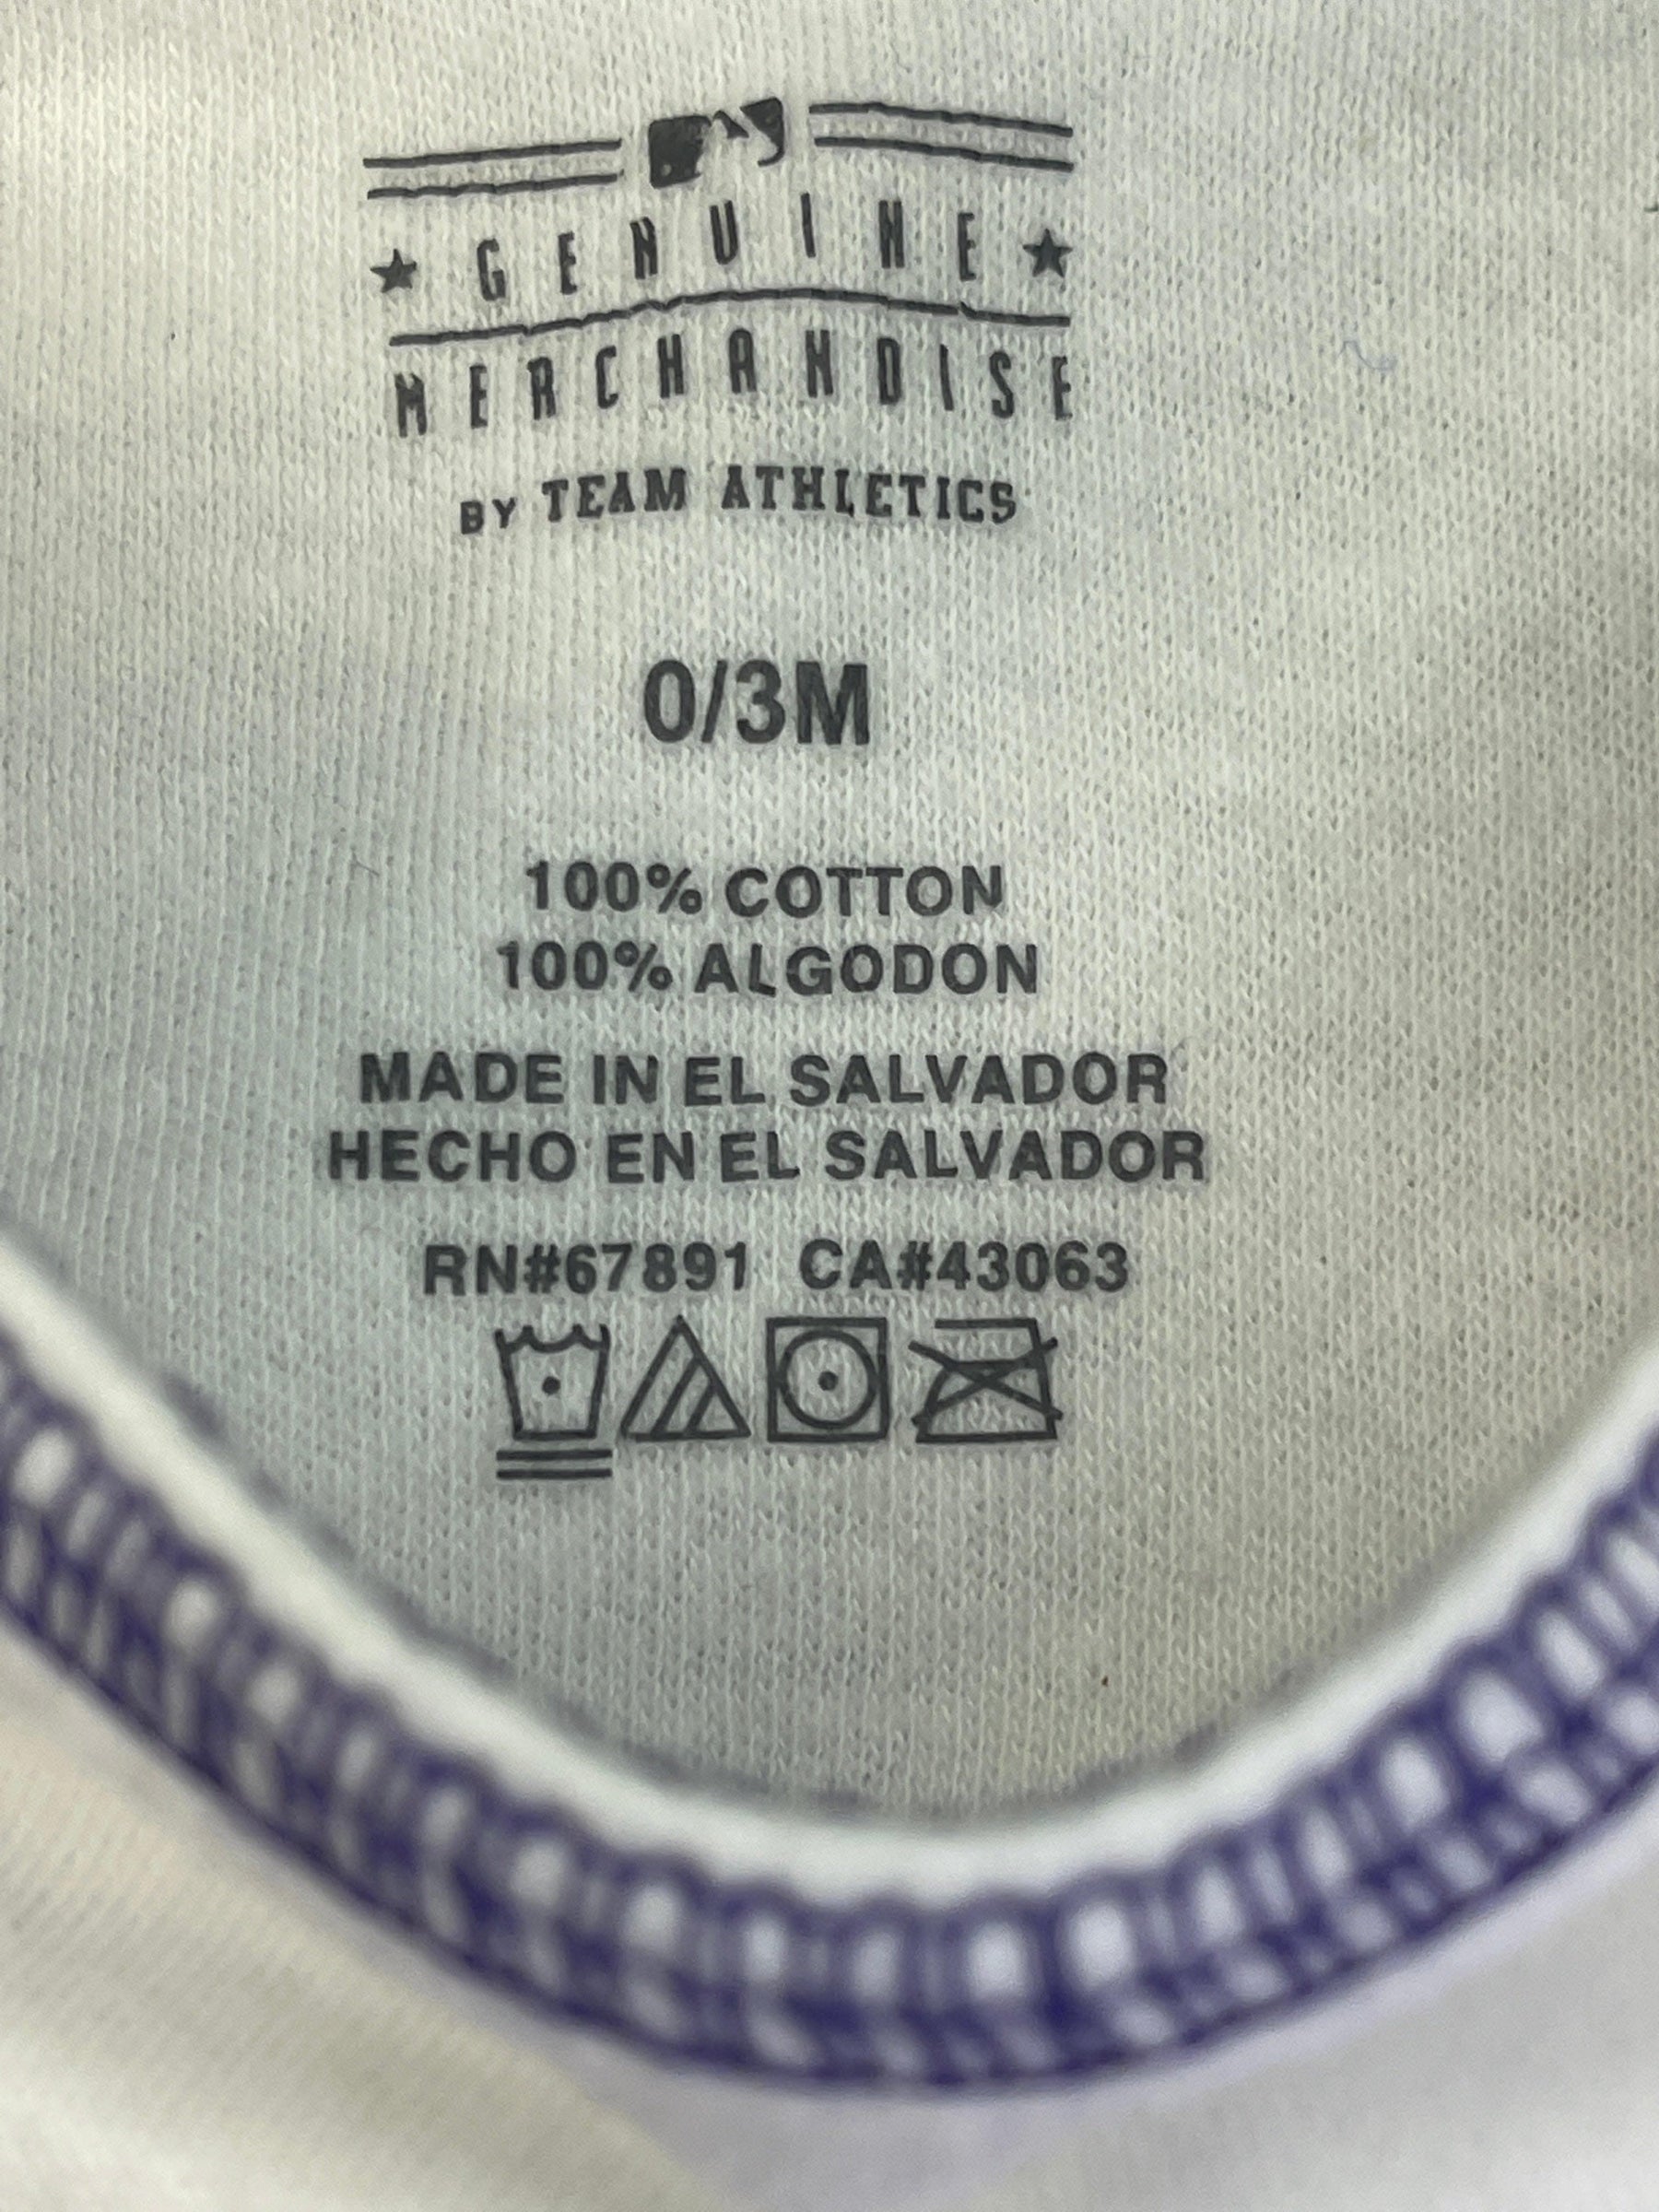 ★ GENUINE ★
MERCHANDISE
BY TEAM ATHLETICS
0/3M
100% COTTON
100% ALGODON
MADE IN EL SALVADOR
HECHO EN EL SALVADOR
RN#67891 CA#43063